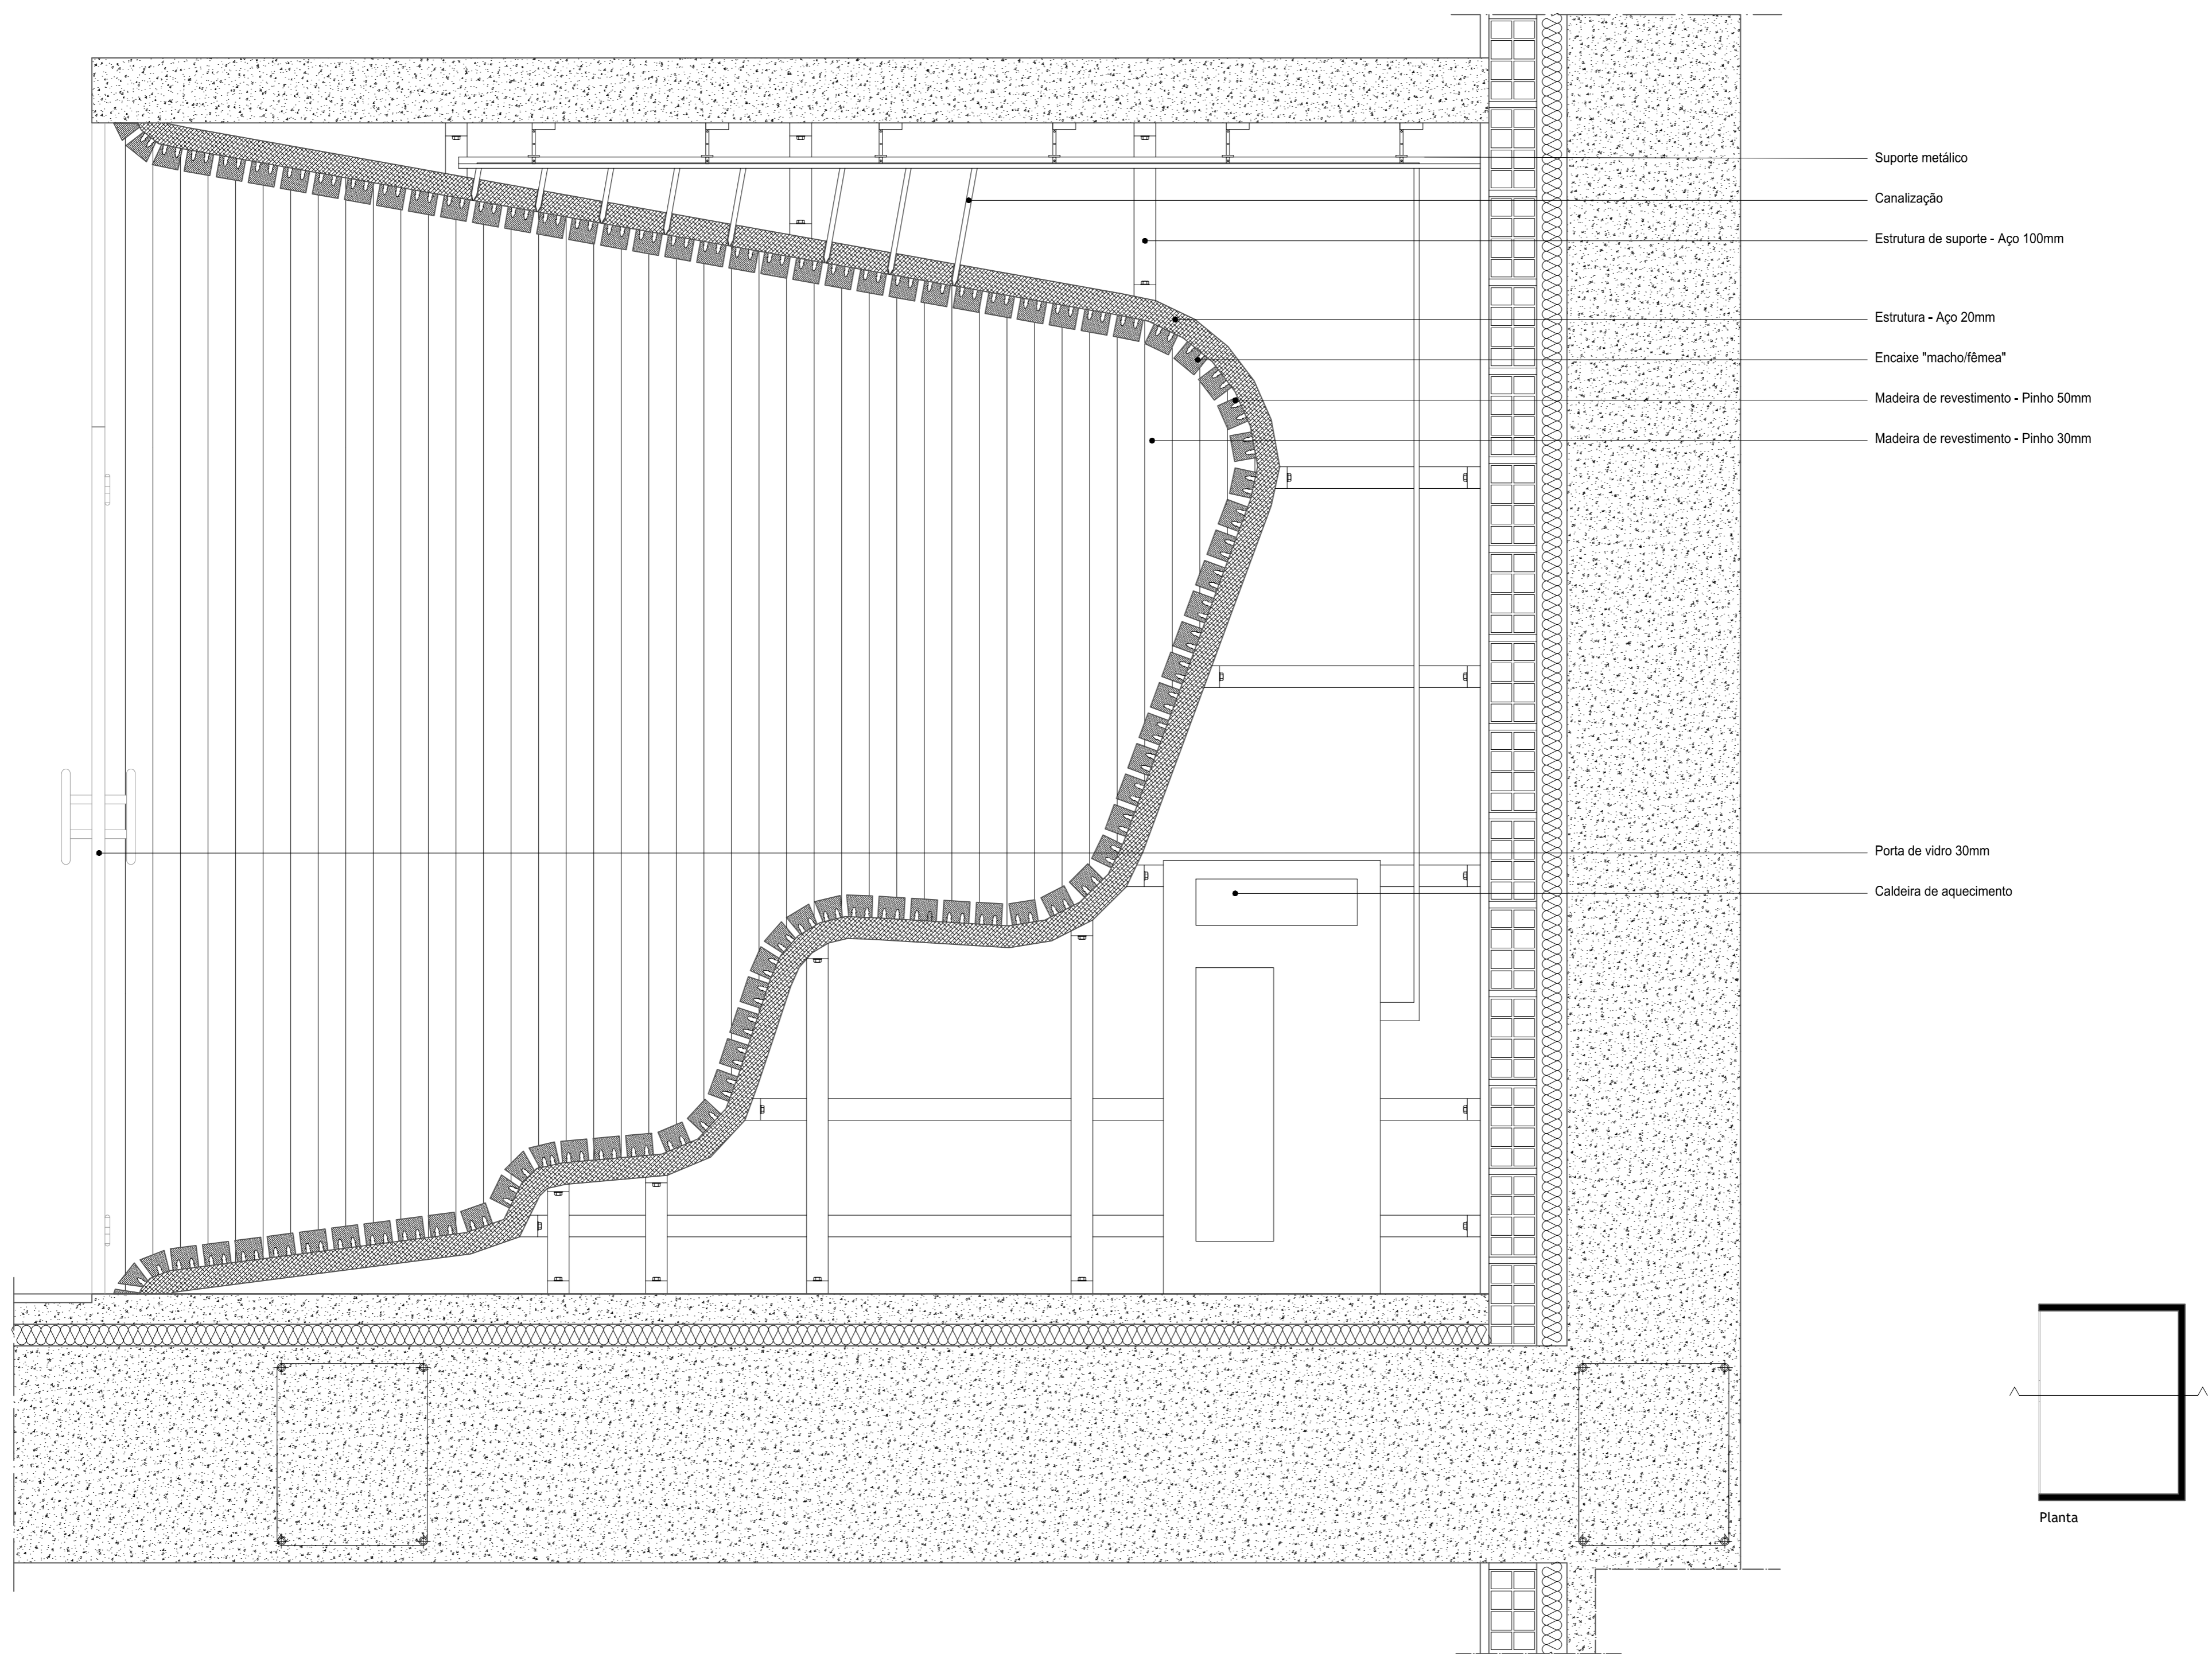 Suporte metálico
Canalização
Estrutura de suporte - Aço 100mm
Estrutura - Aço 20mm
Encaixe "macho/fêmea"
Madeira de revestimento - Pinho 50mm
Madeira de revestimento - Pinho 30mm
Porta de vidro 30mm
Caldeira de aquecimento
Planta